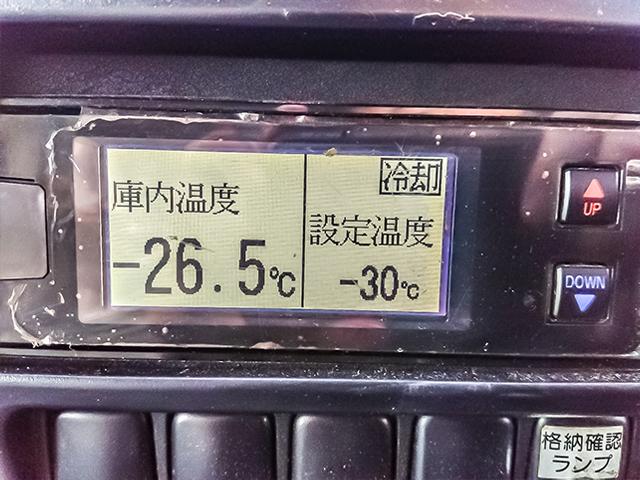 冷却
庫内温度
設定温度
-26.5℃
-30℃
UP
DOWN
格納確認
ランプ